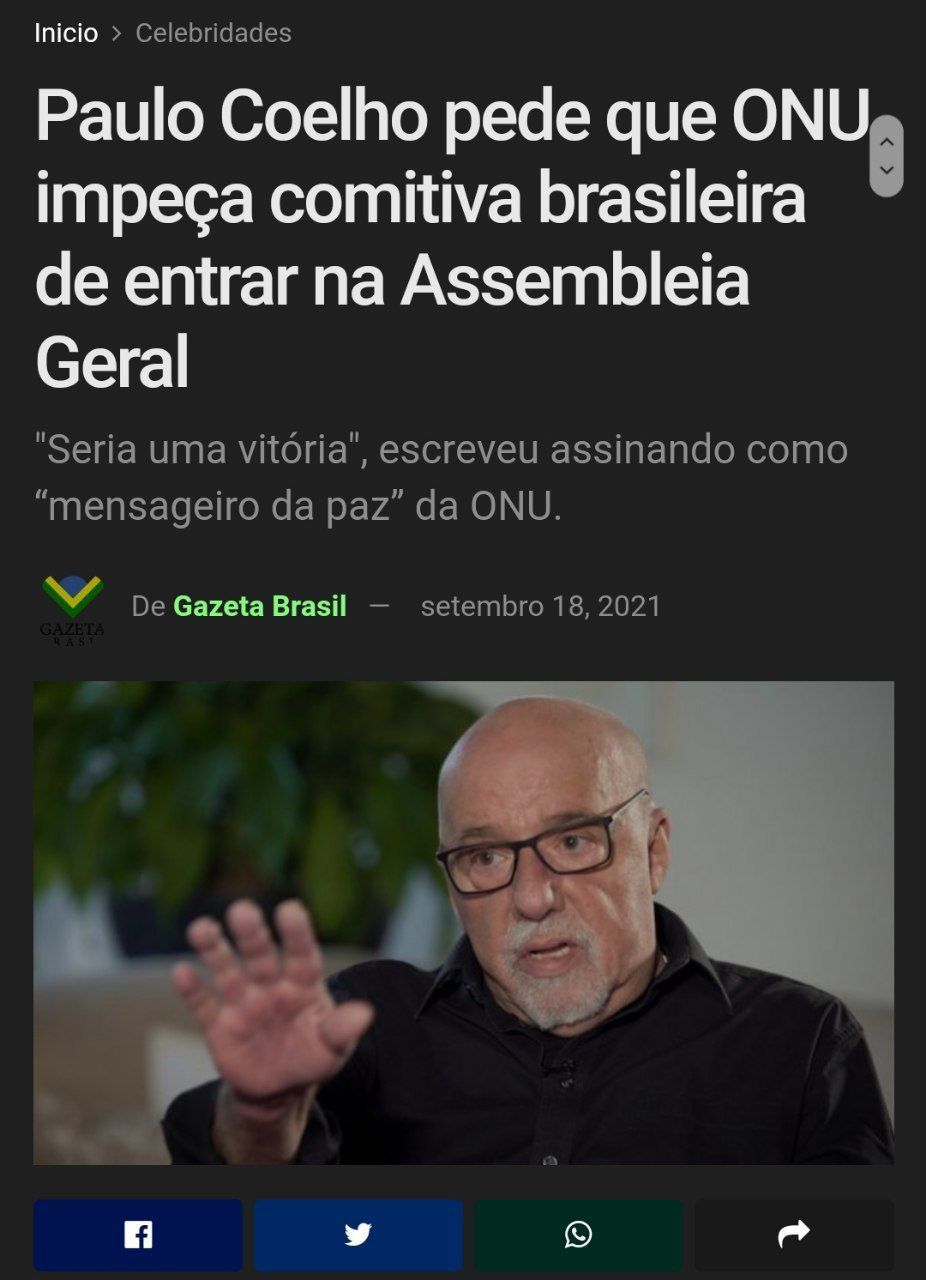 Inicio > Celebridades
Paulo Coelho pede que ONU
impeça comitiva brasileira
de entrar na Assembleia
Geral
"Seria uma vitória", escreveu assinando como
“mensageiro da paz” da ONU.
GAZETA
RASI
De Gazeta Brasil — setembro 18, 2021